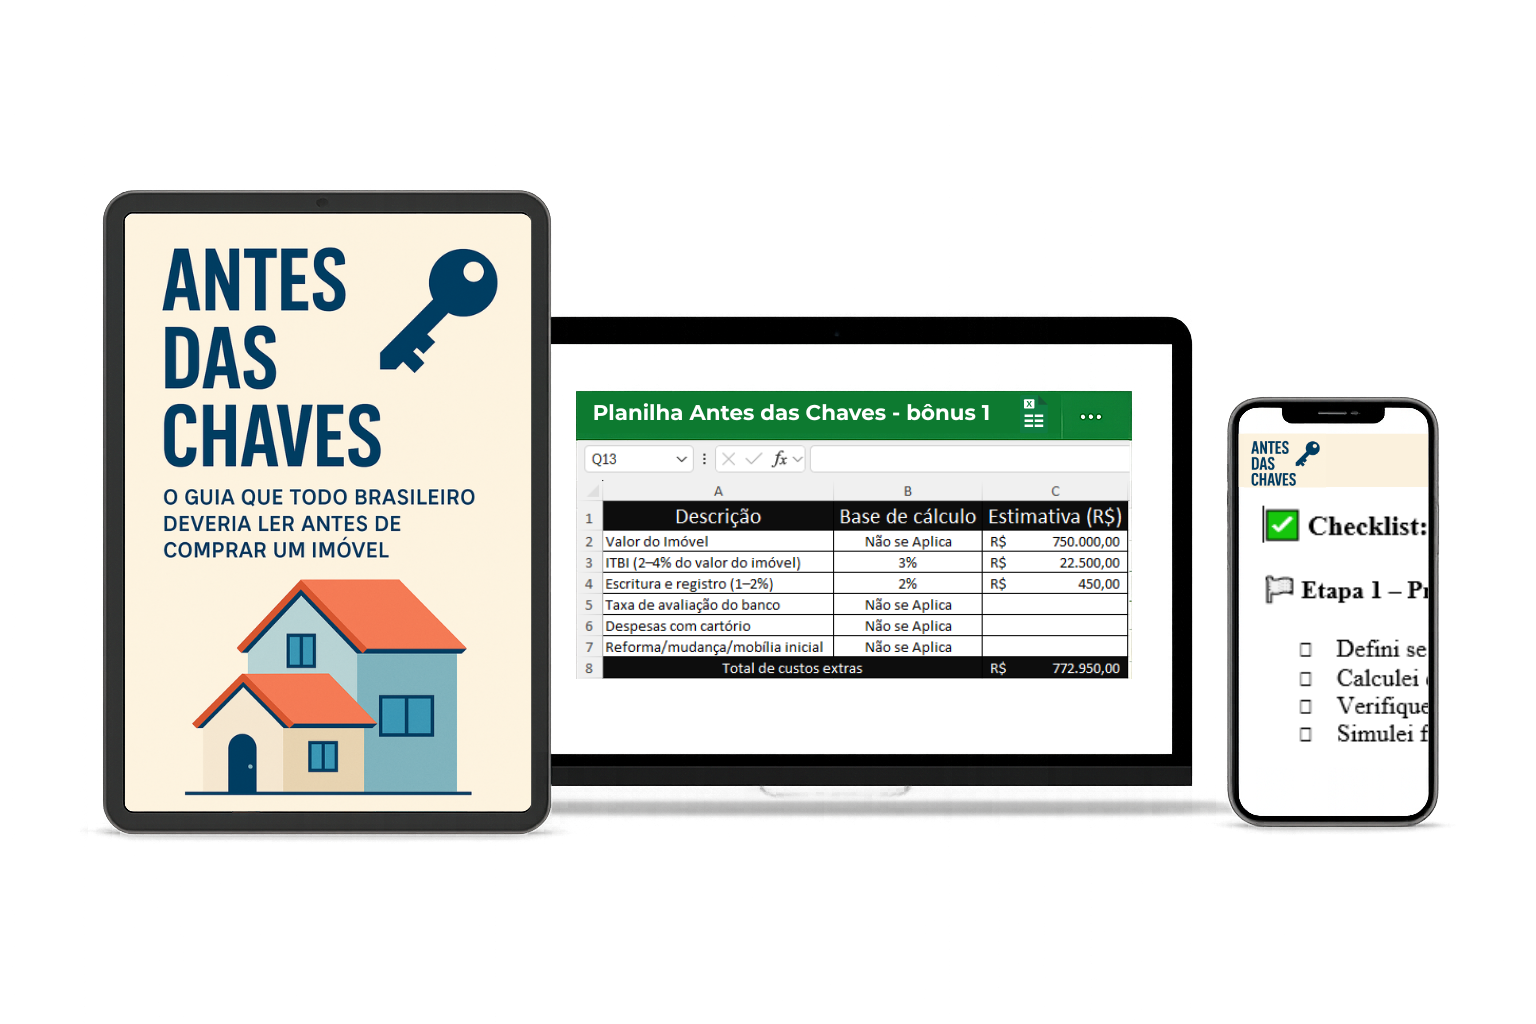 ANTES
DAS
CHAVES
O GUIA QUE TODO BRASILEIRO
DEVERIA LER ANTES DE
COMPRAR UM IMÓVEL
Planilha Antes das Chaves - bônus 1
Q13 fx
A B C
1 Descrição Base de cálculo Estimativa (R$)
2 Valor do Imóvel Não se Aplica R$ 750.000,00
3 ITBI (2–4% do valor do imóvel) 3% R$ 22.500,00
4 Escritura e registro (1–2%) 2% R$ 450,00
5 Taxa de avaliação do banco Não se Aplica
6 Despesas com cartório Não se Aplica
7 Reforma/mudança/mobília inicial Não se Aplica
8 Total de custos extras R$ 772.950,00
ANTES
DAS
CHAVES
Checklist:
Etapa 1 – Pr
Defini se
Calculei
Verifique
Simulei f